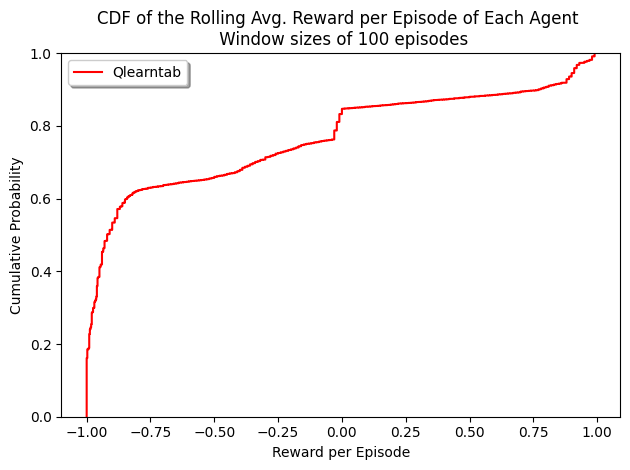 CDF of the Rolling Avg. Reward per Episode of Each Agent
Window sizes of 100 episodes
Qlearntab
Cumulative Probability
1.0
0.8
0.6
0.4
0.2
0.0
−1.00 −0.75 −0.50 −0.25 0.00 0.25 0.50 0.75 1.00
Reward per Episode